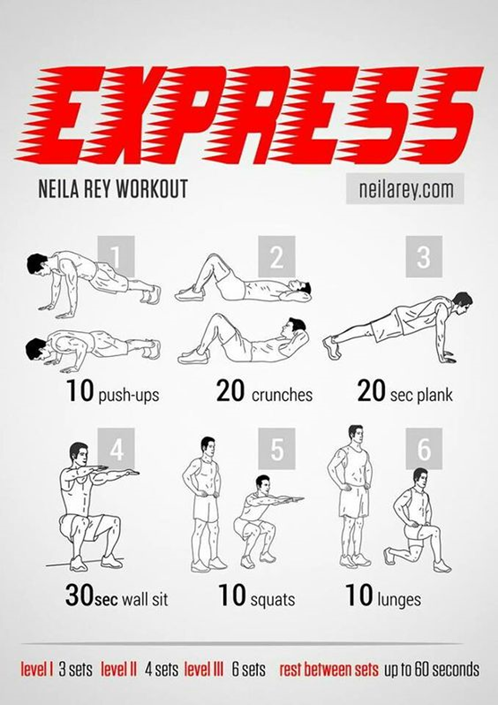 EXPRESS
NEILA REY WORKOUT neilarey.com
1 2 3
10 push-ups 20 crunches 20 sec plank
4 5 6
30sec wall sit 10 squats 10 lunges
level I 3 sets level II 4 sets level III 6 sets rest between sets up to 60 seconds